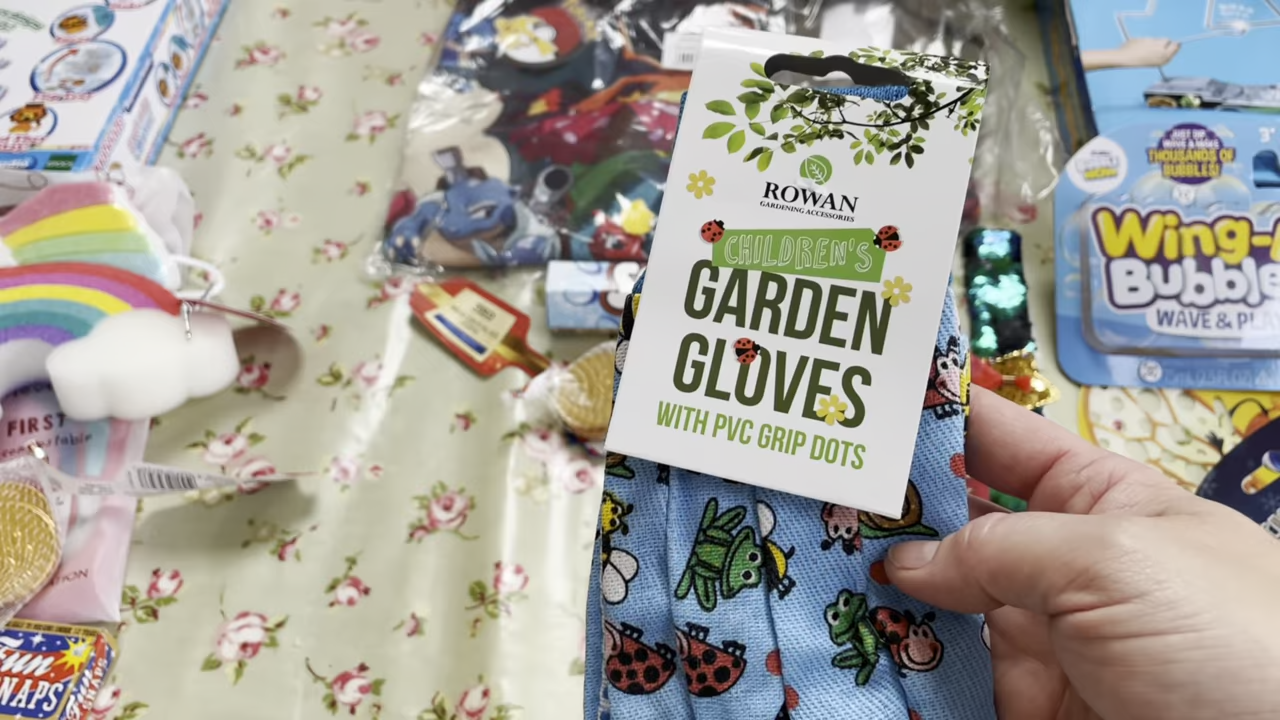 ROWAN
GARDENING ACCESSORIES
CHILDREN'S
GARDEN
GLOVES
WITH PVC GRIP DOTS
JUST DIP,
WAVE & MAKE
THOUSANDS OF
BUBBLES!
Wing-
Bubble
WAVE & PLA
FIRST
Fun
SNAPS